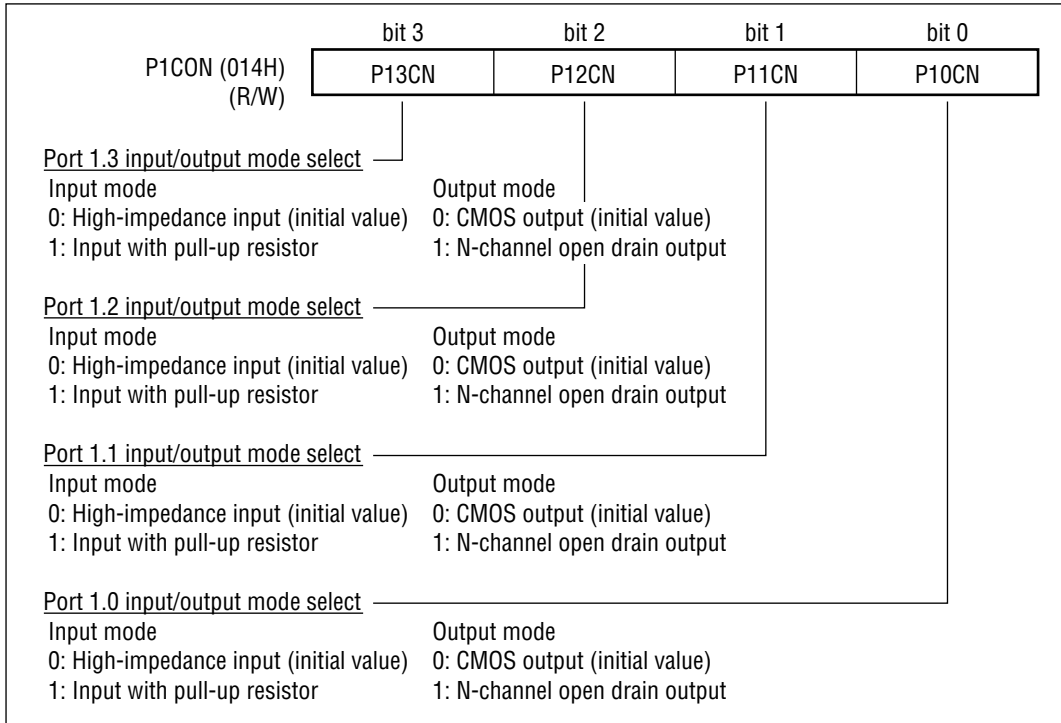 bit 3 bit 2 bit 1 bit 0
P1CON (014H) P13CN P12CN P11CN P10CN
(R/W)
Port 1.3 input/output mode select
Input mode Output mode
0: High-impedance input (initial value) 0: CMOS output (initial value)
1: Input with pull-up resistor 1: N-channel open drain output
Port 1.2 input/output mode select
Input mode Output mode
0: High-impedance input (initial value) 0: CMOS output (initial value)
1: Input with pull-up resistor 1: N-channel open drain output
Port 1.1 input/output mode select
Input mode Output mode
0: High-impedance input (initial value) 0: CMOS output (initial value)
1: Input with pull-up resistor 1: N-channel open drain output
Port 1.0 input/output mode select
Input mode Output mode
0: High-impedance input (initial value) 0: CMOS output (initial value)
1: Input with pull-up resistor 1: N-channel open drain output